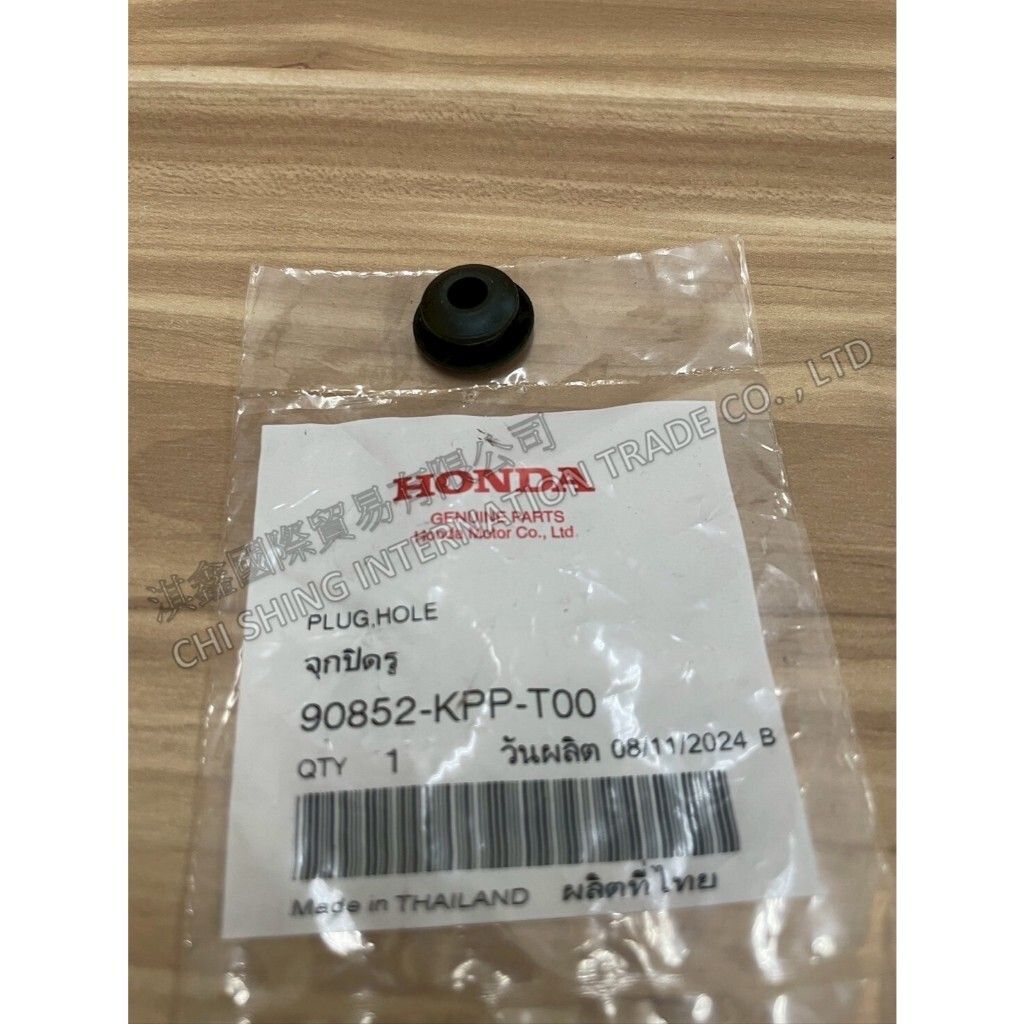 HONDA
GENUINE PARTS
Honda Motor Co., Ltd.
PLUG,HOLE
จุกปิดรู
90852-KPP-T00
QTY 1 วันผลิต 08/11/2024 B
Made in THAILAND ผลิตที่ไทย
淇鑫國際貿易有限公司
CHI SHING INTERNATION TRADE CO., LTD